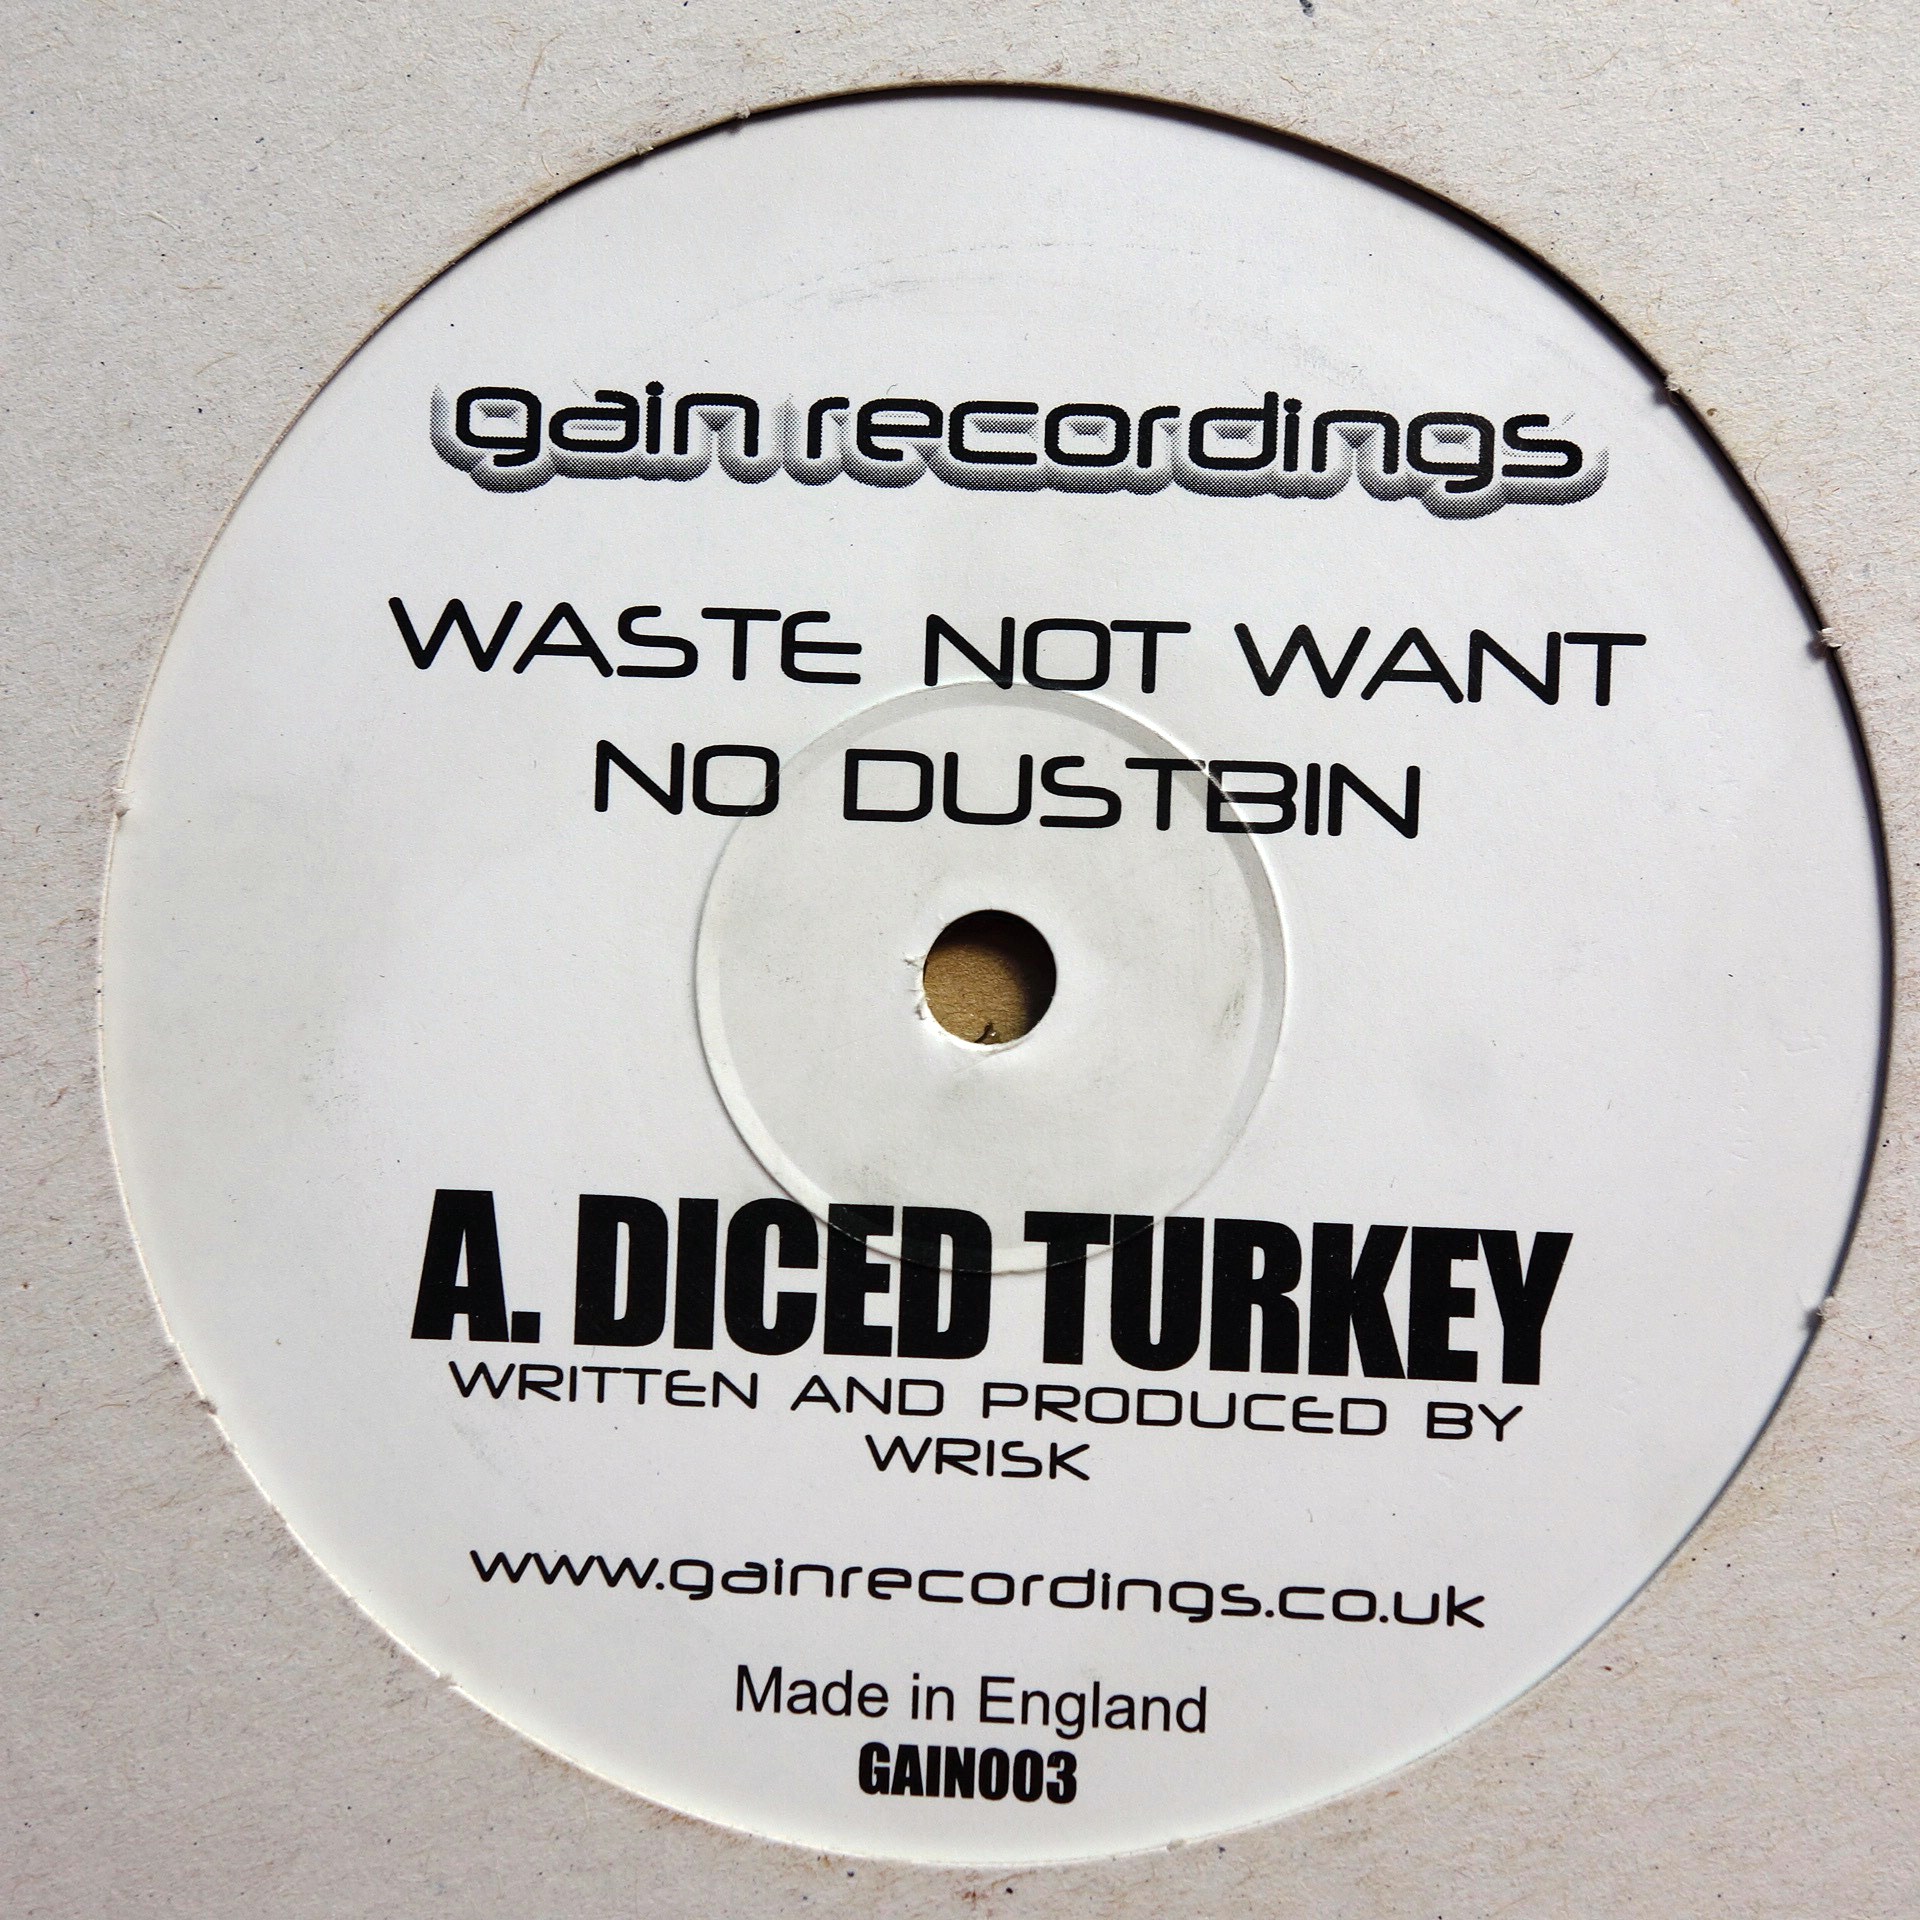 gain recordings
WASTE NOT WANT
NO DUSTBIN
A. DICED TURKEY
WRITTEN AND PRODUCED BY
WRISK
www.gainrecordings.co.uk
Made in England
GAIN003